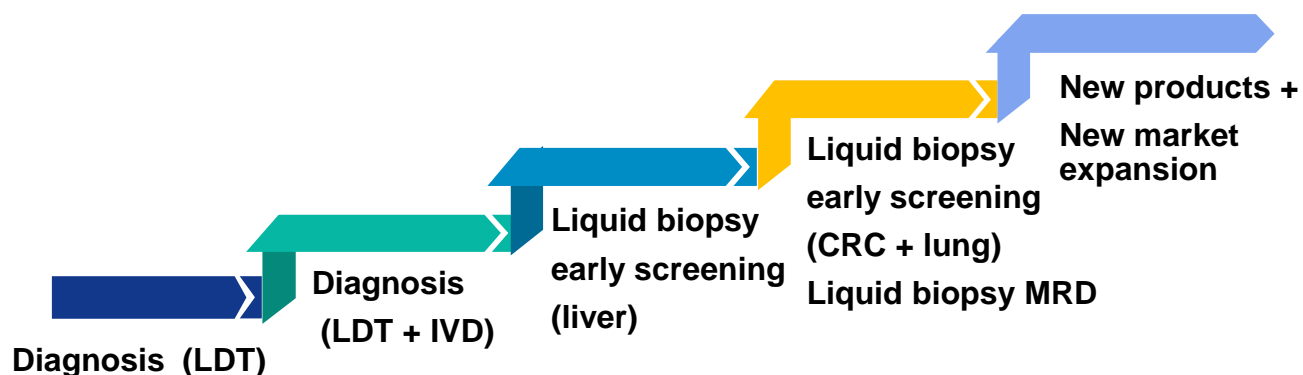 Diagnosis (LDT)
Diagnosis
(LDT + IVD)
Liquid biopsy
early screening
(liver)
Liquid biopsy
early screening
(CRC + lung)
Liquid biopsy MRD
New products +
New market
expansion